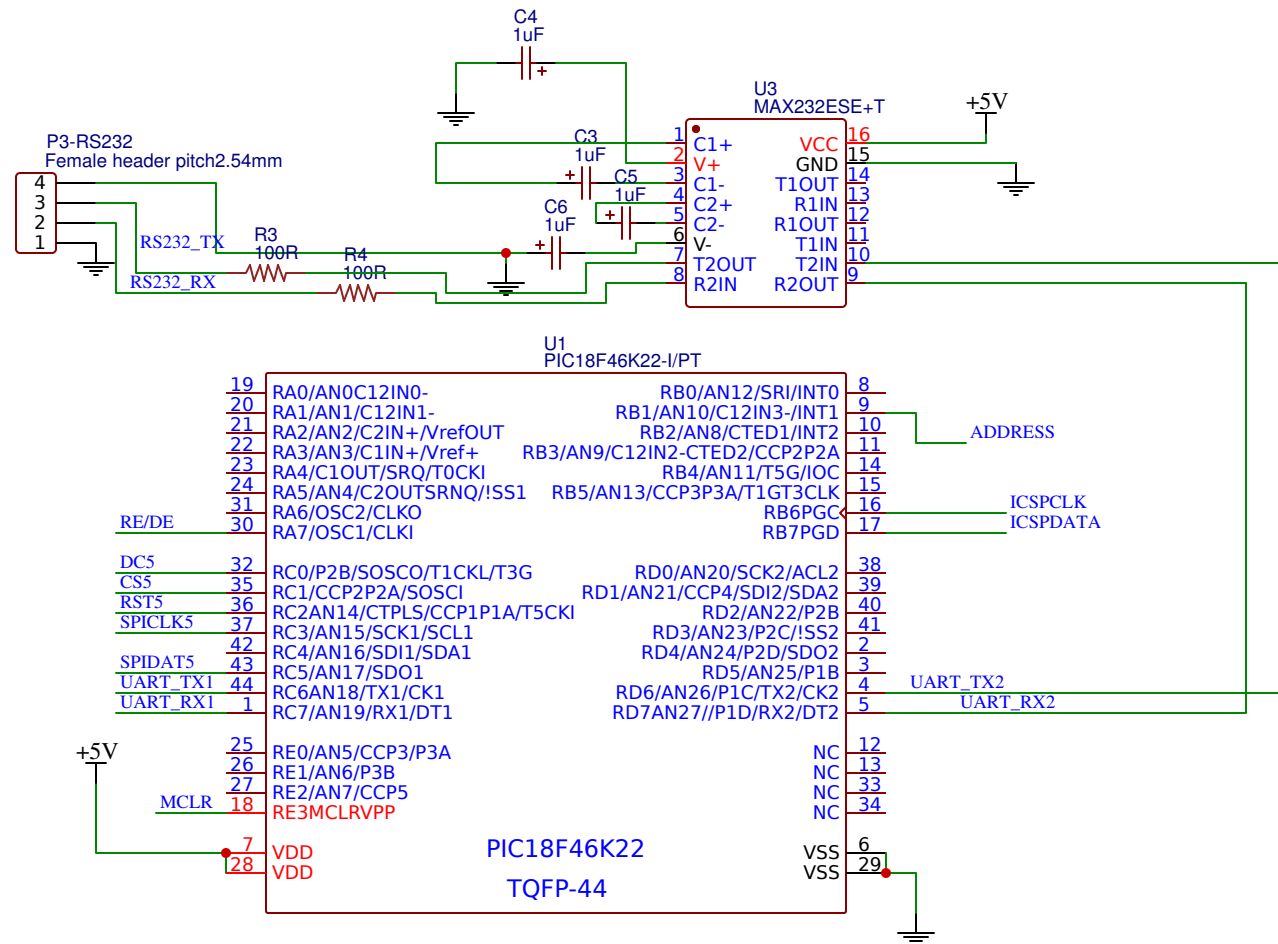 C4
1uF
U3
MAX232ESE+T
+5V
P3-RS232
Female header pitch2.54mm
C3
1uF
C5
1uF
C6
1uF
4
3
2
1
RS232_TX
RS232_RX
R3
100R
R4
100R
1 C1+
2 V+
3 C1-
4 C2+
5 C2-
6 V-
7 T2OUT
8 R2IN
VCC 16
GND 15
T1OUT 14
R1IN 13
R1OUT 12
T1IN 11
T2IN 10
R2OUT 9
U1
PIC18F46K22-I/PT
19 RA0/AN0C12IN0-
20 RA1/AN1/C12IN1-
21 RA2/AN2/C2IN+/VrefOUT
22 RA3/AN3/C1IN+/Vref+
23 RA4/C1OUT/SRQ/T0CKI
24 RA5/AN4/C2OUTSRNQ/!SS1
31 RA6/OSC2/CLKO
RE/DE 30 RA7/OSC1/CLKI
DC5 32 RC0/P2B/SOSCO/T1CKL/T3G
CS5 35 RC1/CCP2P2A/SOSCI
RST5 36 RC2AN14/CTPLS/CCP1P1A/T5CKI
SPICLK5 37 RC3/AN15/SCK1/SCL1
42 RC4/AN16/SDI1/SDA1
SPIDAT5 43 RC5/AN17/SDO1
UART_TX1 44 RC6AN18/TX1/CK1
UART_RX1 1 RC7/AN19/RX1/DT1
25 RE0/AN5/CCP3/P3A
26 RE1/AN6/P3B
27 RE2/AN7/CCP5
MCLR 18 RE3MCLRVPP
+5V
7 VDD
28 VDD
RB0/AN12/SRI/INT0 8
RB1/AN10/C12IN3-/INT1 9
ADDRESS
RB2/AN8/CTED1/INT2 10
RB3/AN9/C12IN2-CTED2/CCP2P2A 11
RB4/AN11/T5G/IOC 14
RB5/AN13/CCP3P3A/T1GT3CLK 15
RB6PGC 16 ICSPCLK
RB7PGD 17 ICSPDATA
RD0/AN20/SCK2/ACL2 38
RD1/AN21/CCP4/SDI2/SDA2 39
RD2/AN22/P2B 40
RD3/AN23/P2C/!SS2 41
RD4/AN24/P2D/SDO2 2
RD5/AN25/P1B 3
RD6/AN26/P1C/TX2/CK2 4 UART_TX2
RD7AN27//P1D/RX2/DT2 5 UART_RX2
NC 12
NC 13
NC 33
NC 34
VSS 6
VSS 29
PIC18F46K22
TQFP-44